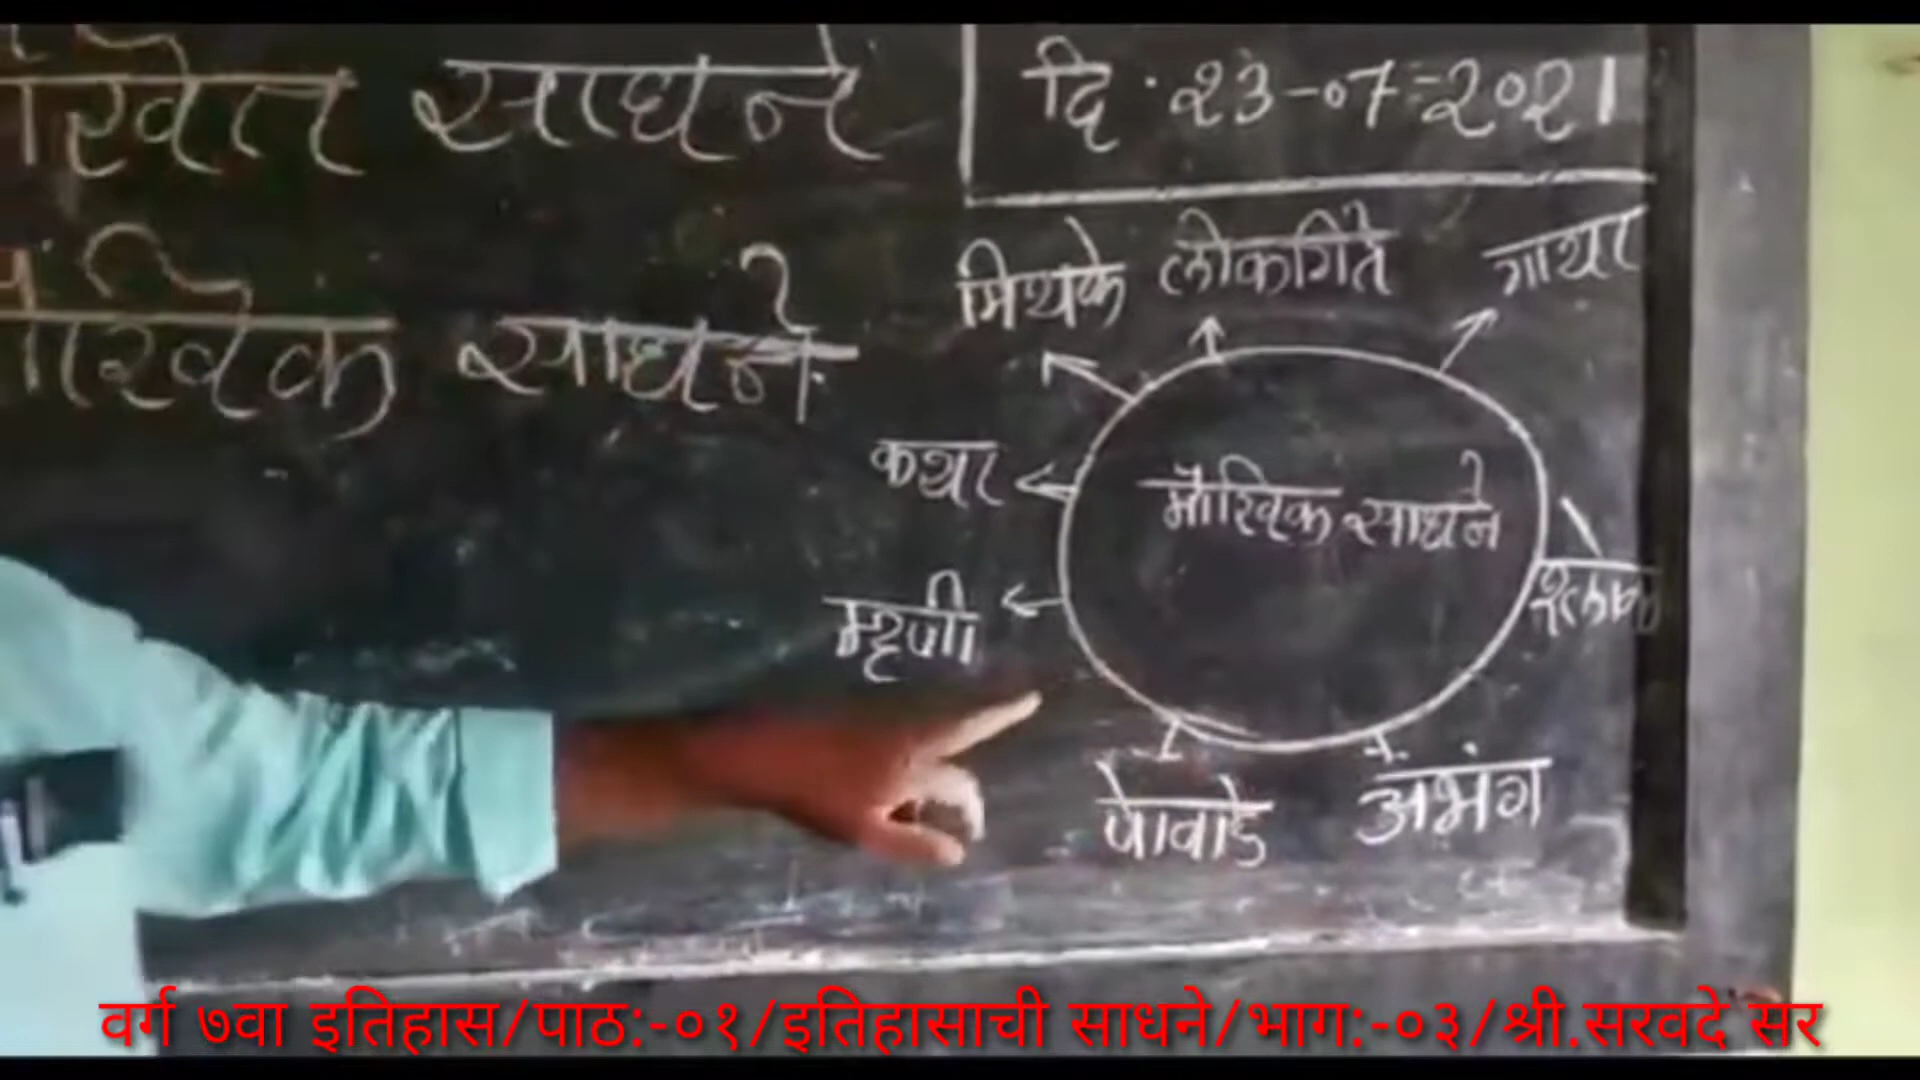 लिखित साधने
दि. २३-०७-२०२१
मौखिक साधने
मिथके
लोकगिते
गाथा
कथा
मौखिक साधने
म्हणी
श्लोक
पोवाडे
अभंग
वर्ग ७वा इतिहास/पाठ:-०१/इतिहासाची साधने/भाग:-०३/श्री.सरवदे सर